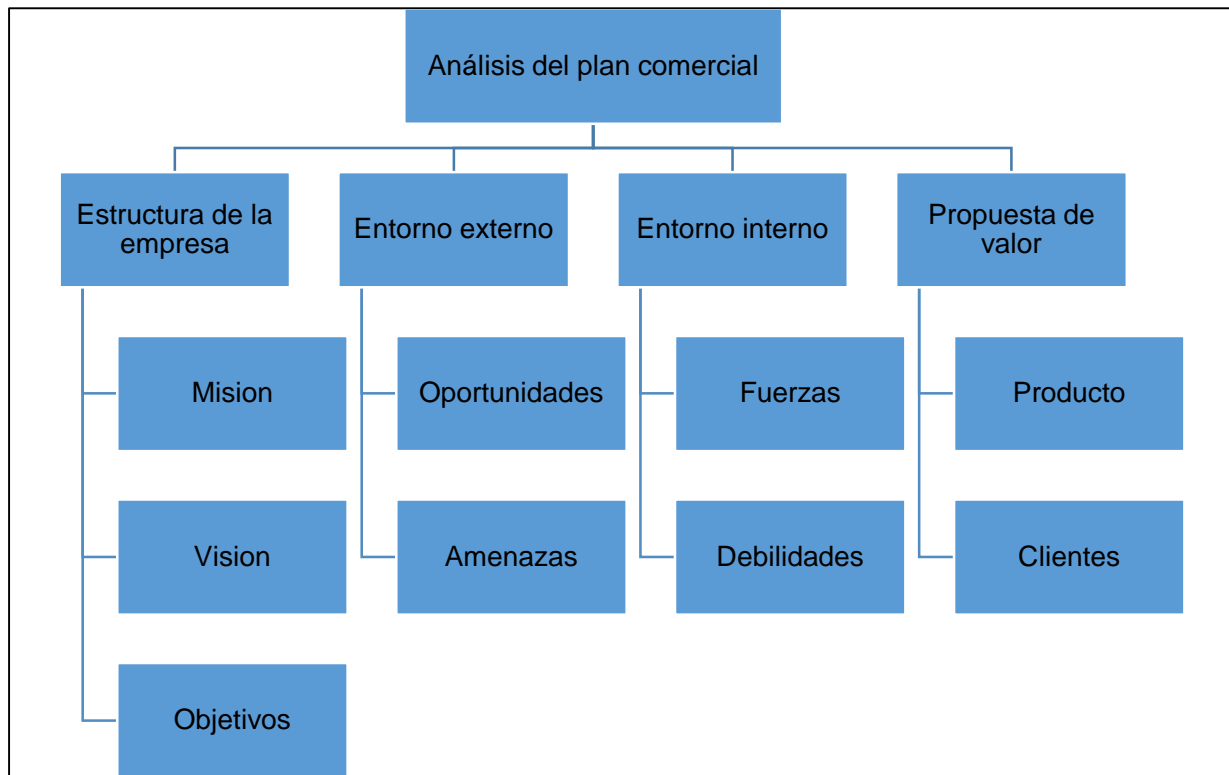 Análisis del plan comercial
Estructura de la
empresa
Entorno externo
Entorno interno
Propuesta de
valor
Mision
Oportunidades
Fuerzas
Producto
Vision
Amenazas
Debilidades
Clientes
Objetivos